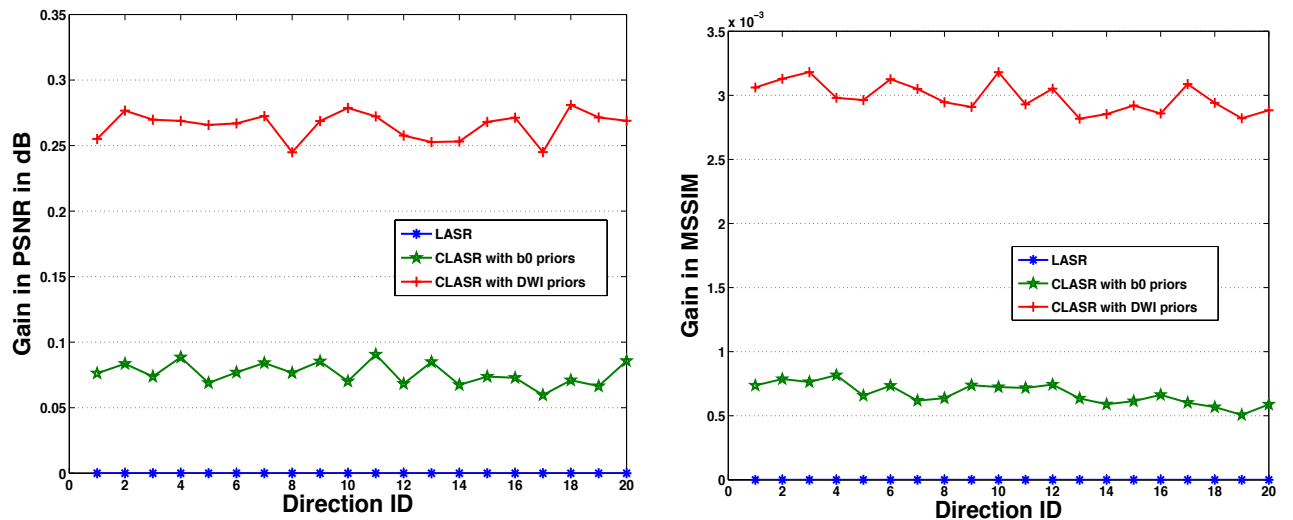 0.35
0.3
0.25
0.2
0.15
0.1
0.05
0
0 2 4 6 8 10 12 14 16 18 20
Gain in PSNR in dB
Direction ID
LASR
CLASR with b0 priors
CLASR with DWI priors
x 10⁻³
3.5
3
2.5
2
1.5
1
0.5
0
0 2 4 6 8 10 12 14 16 18 20
Gain in MSSIM
Direction ID
LASR
CLASR with b0 priors
CLASR with DWI priors